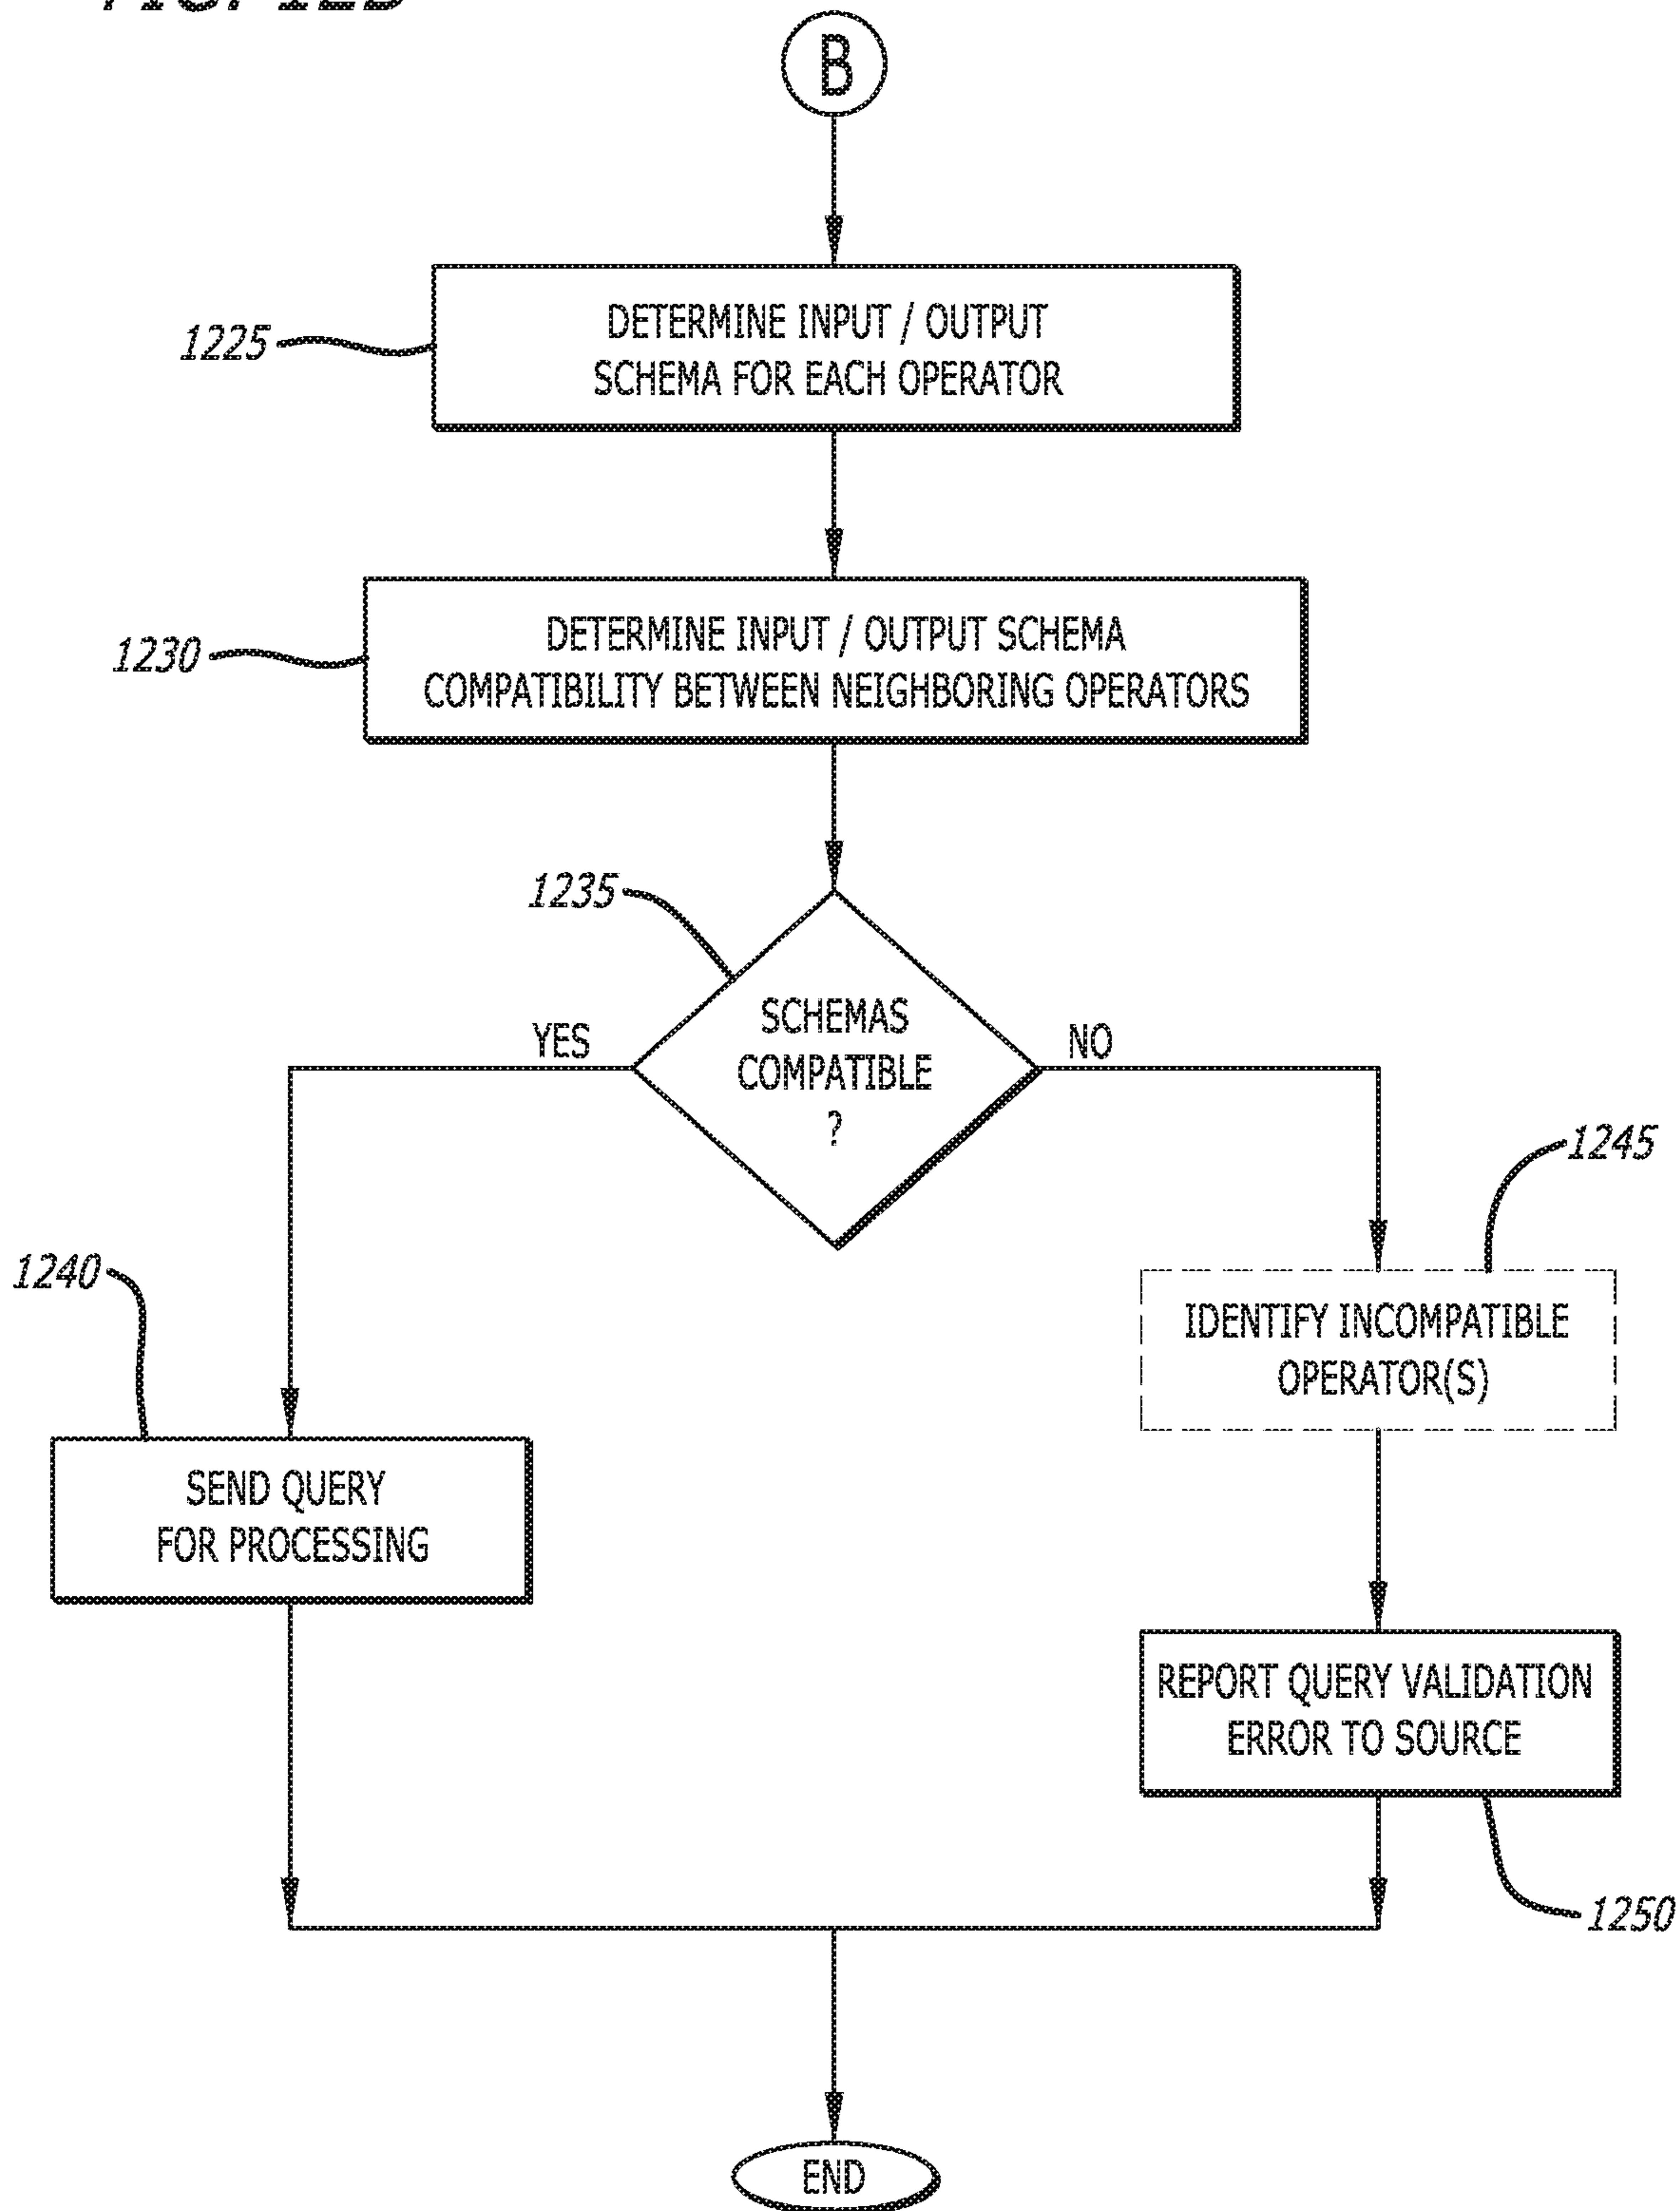 B
1225
DETERMINE INPUT / OUTPUT
SCHEMA FOR EACH OPERATOR
1230
DETERMINE INPUT / OUTPUT SCHEMA
COMPATIBILITY BETWEEN NEIGHBORING OPERATORS
1235
SCHEMAS
COMPATIBLE
?
YES
NO
1245
IDENTIFY INCOMPATIBLE
OPERATOR(S)
1240
SEND QUERY
FOR PROCESSING
REPORT QUERY VALIDATION
ERROR TO SOURCE
1250
END